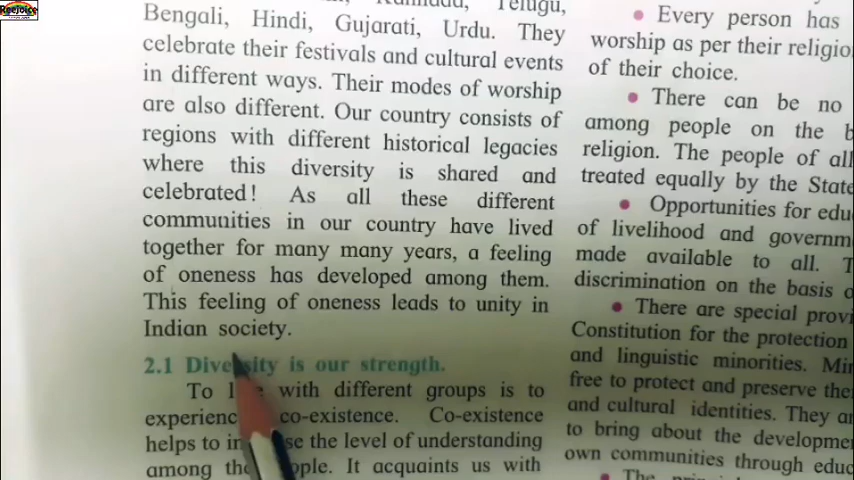 Reejoice
Telugu,
Bengali, Hindi, Gujarati, Urdu. They
celebrate their festivals and cultural events
in different ways. Their modes of worship
are also different. Our country consists of
regions with different historical legacies
where this diversity is shared and
celebrated! As all these different
communities in our country have lived
together for many many years, a feeling
of oneness has developed among them.
This feeling of oneness leads to unity in
Indian society.
2.1 Diversity is our strength.
To with different groups is to
co-existence. Co-existence
helps to the level of understanding
among It acquaints us with
• Every person has
worship as per their
of their choice.
• There can be no
among people on the
religion. The people of all
treated equally by the State
• Opportunities for
of livelihood and
made available to all.
discrimination on the basis
• There are special
Constitution for the protection
and linguistic minorities.
free to protect and preserve
and cultural identities. They
to bring about the
own communities through
• The